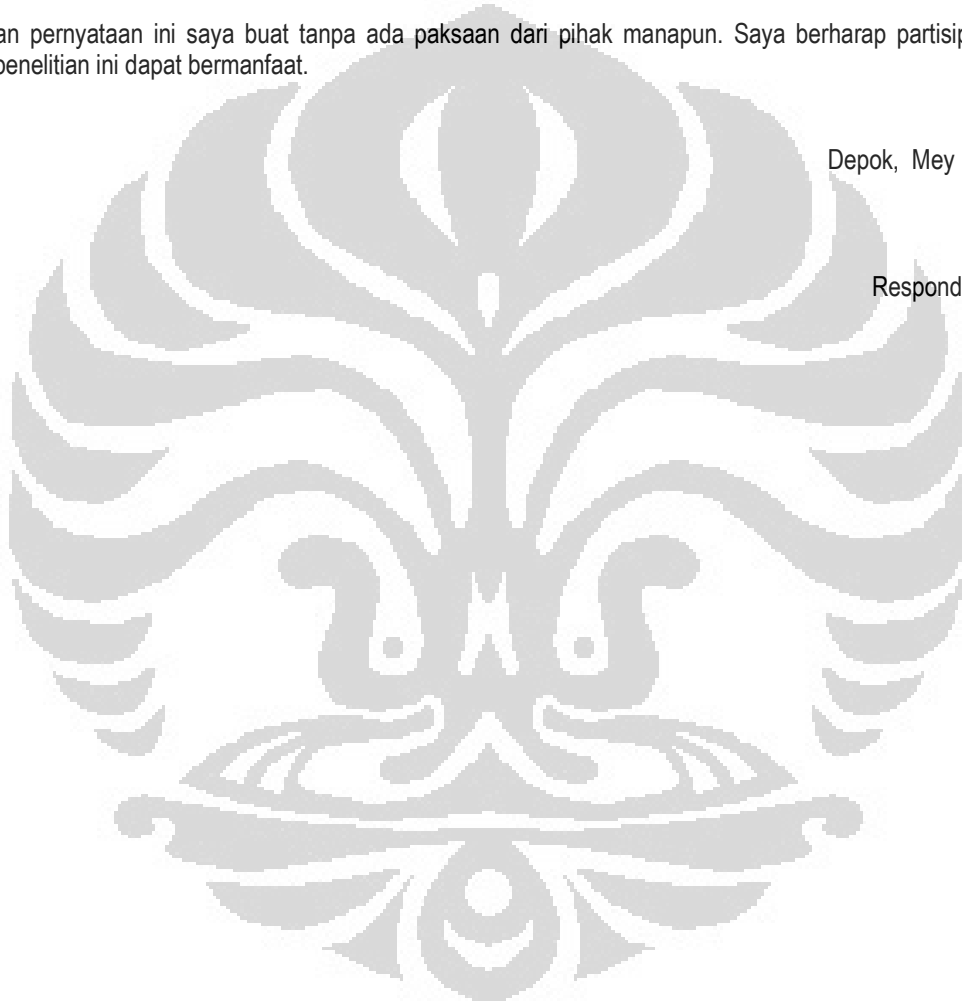 an pernyataan ini saya buat tanpa ada paksaan dari pihak manapun. Saya berharap partisip
penelitian ini dapat bermanfaat.
Depok, Mey
Respond